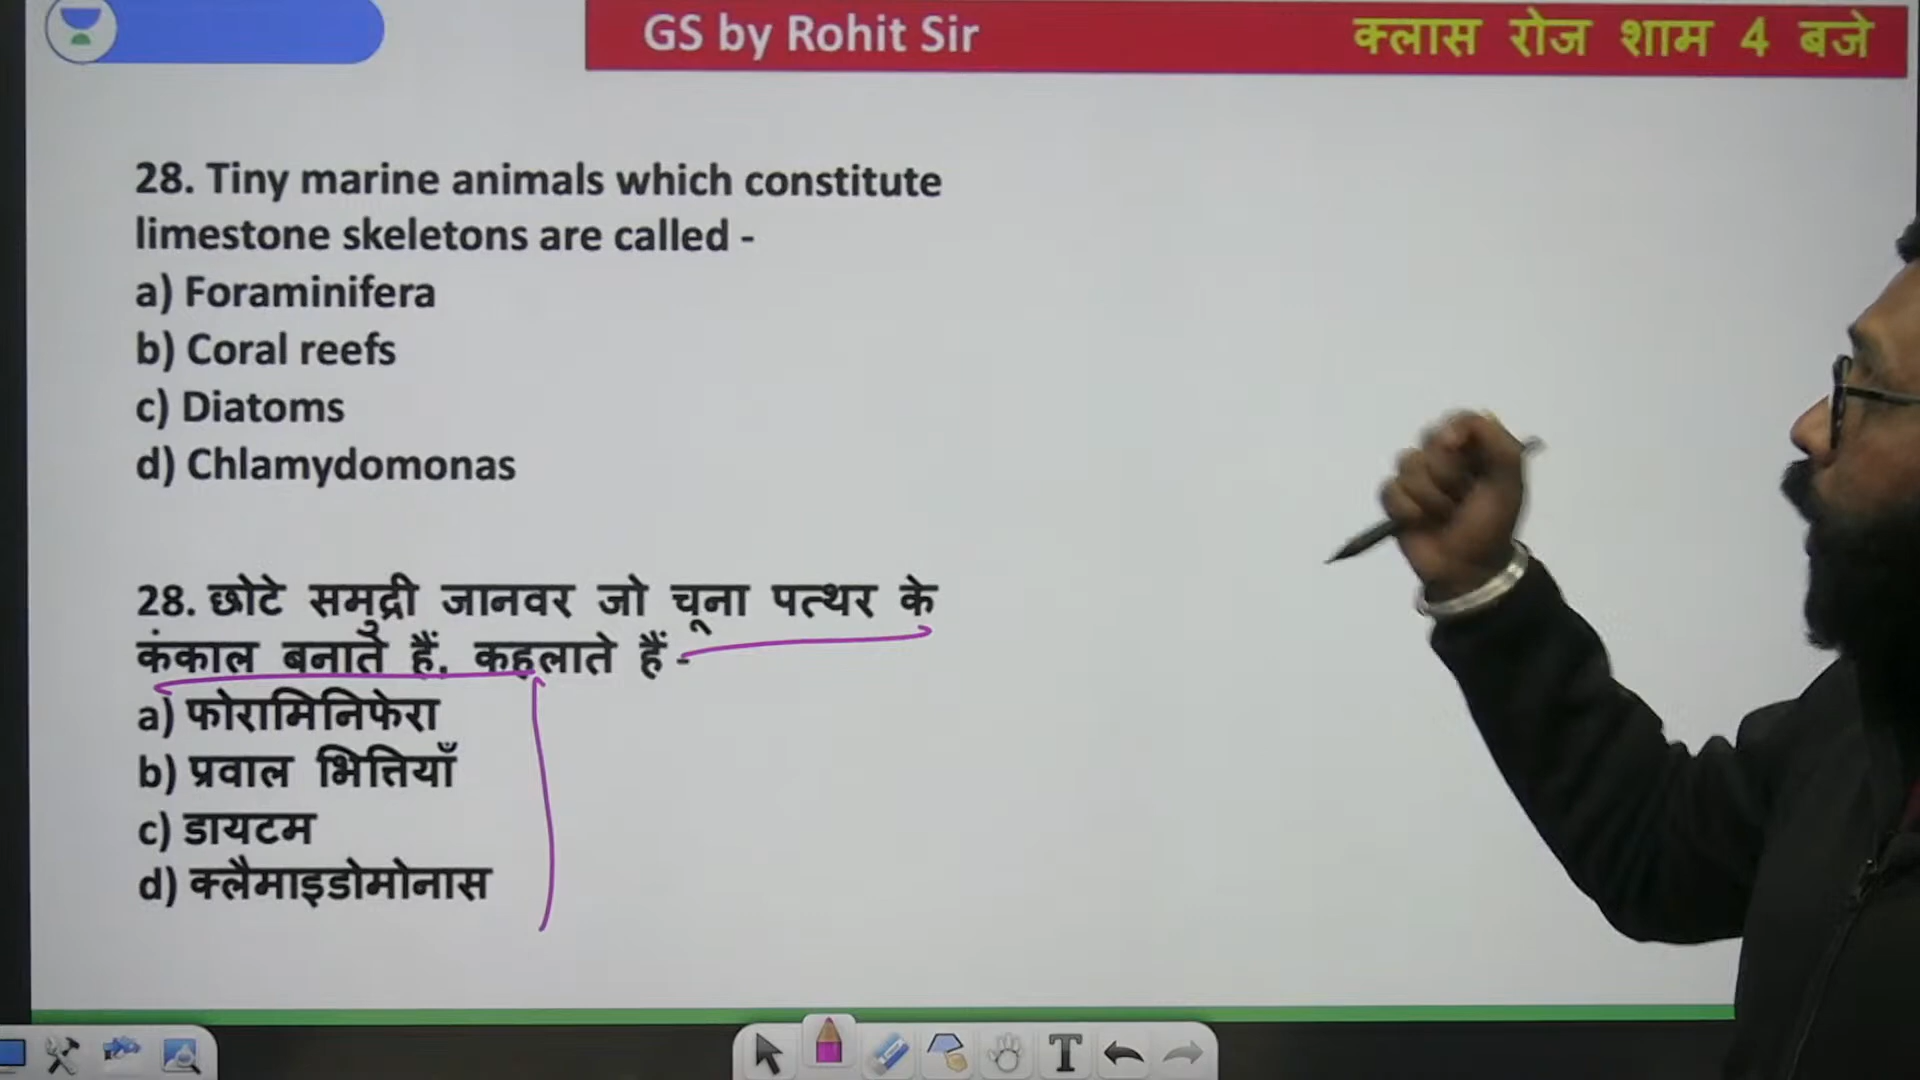 GS by Rohit Sir
क्लास रोज शाम 4 बजे
28. Tiny marine animals which constitute
limestone skeletons are called -
a) Foraminifera
b) Coral reefs
c) Diatoms
d) Chlamydomonas
28. छोटे समुद्री जानवर जो चूना पत्थर के
कंकाल बनाते हैं, कहलाते हैं -
a) फोरामिनिफेरा
b) प्रवाल भित्तियाँ
c) डायटम
d) क्लैमाइडोमोनास
T